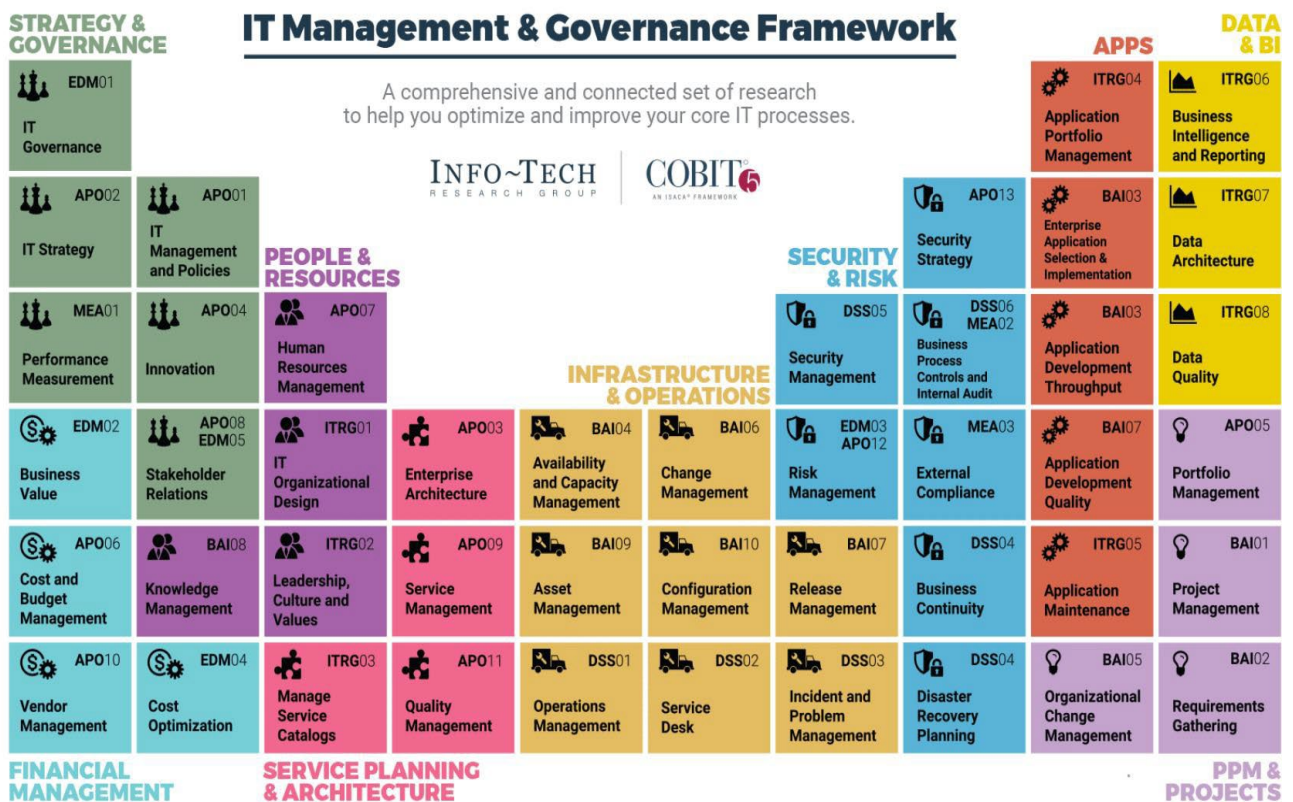 STRATEGY &
GOVERNANCE
IT Management & Governance Framework
DATA
& BI
APPS
A comprehensive and connected set of research
to help you optimize and improve your core IT processes.
INFO~TECH
RESEARCH GROUP
COBIT 5
AN ISACA® FRAMEWORK
EDM01
IT
Governance
ITRG04
Application
Portfolio
Management
ITRG06
Business
Intelligence
and Reporting
APO02
IT Strategy
APO01
IT
Management
and Policies
PEOPLE &
RESOURCES
SECURITY
& RISK
APO13
Security
Strategy
BAI03
Enterprise
Application
Selection &
Implementation
ITRG07
Data
Architecture
MEA01
Performance
Measurement
APO04
Innovation
APO07
Human
Resources
Management
INFRASTRUCTURE
& OPERATIONS
DSS05
Security
Management
DSS06
MEA02
Business
Process
Controls and
Internal Audit
BAI03
Application
Development
Throughput
ITRG08
Data
Quality
EDM02
Business
Value
APO08
EDM05
Stakeholder
Relations
ITRG01
IT
Organizational
Design
APO03
Enterprise
Architecture
BAI04
Availability
and Capacity
Management
BAI06
Change
Management
EDM03
APO12
Risk
Management
MEA03
External
Compliance
BAI07
Application
Development
Quality
APO05
Portfolio
Management
APO06
Cost and
Budget
Management
BAI08
Knowledge
Management
ITRG02
Leadership,
Culture and
Values
APO09
Service
Management
BAI09
Asset
Management
BAI10
Configuration
Management
BAI07
Release
Management
DSS04
Business
Continuity
ITRG05
Application
Maintenance
BAI01
Project
Management
APO10
Vendor
Management
EDM04
Cost
Optimization
ITRG03
Manage
Service
Catalogs
APO11
Quality
Management
DSS01
Operations
Management
DSS02
Service
Desk
DSS03
Incident and
Problem
Management
DSS04
Disaster
Recovery
Planning
BAI05
Organizational
Change
Management
BAI02
Requirements
Gathering
FINANCIAL
MANAGEMENT
SERVICE PLANNING
& ARCHITECTURE
PPM &
PROJECTS